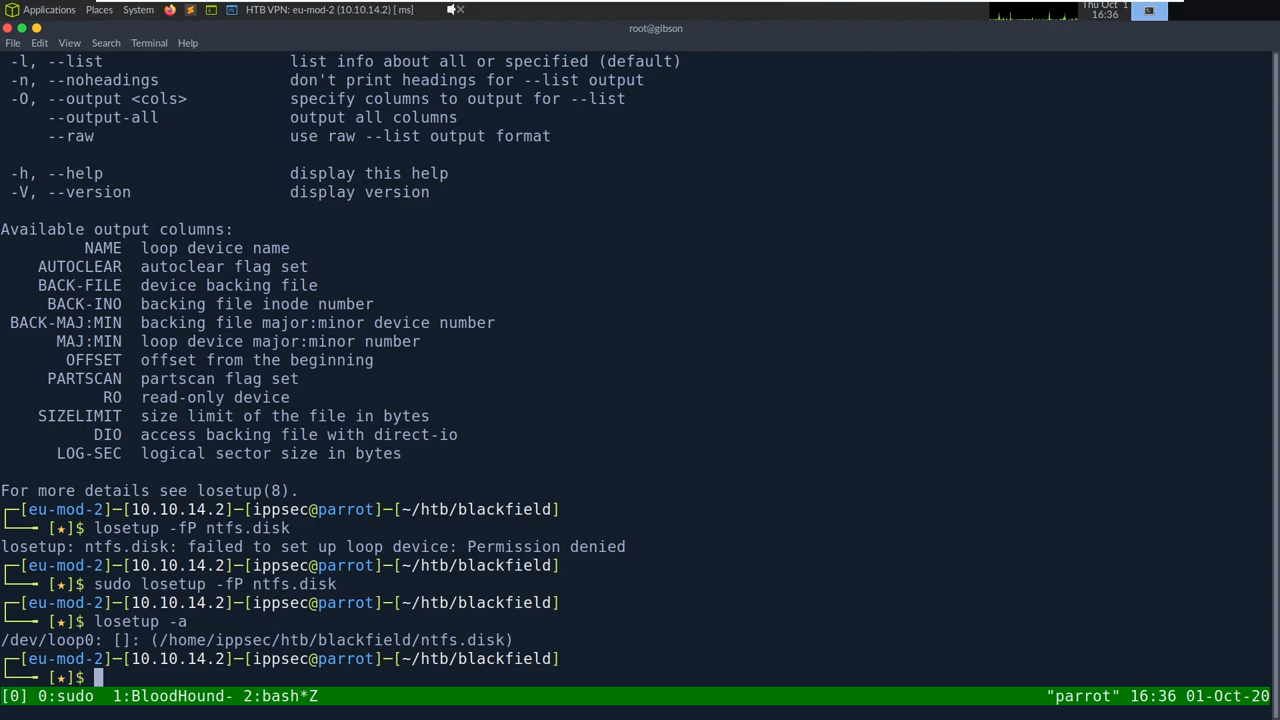 Applications Places System HTB VPN: eu-mod-2 (10.10.14.2) [ ms] Thu Oct 1
16:36
root@gibson
File Edit View Search Terminal Help
-l, --list list info about all or specified (default)
-n, --noheadings don't print headings for --list output
-O, --output <cols> specify columns to output for --list
--output-all output all columns
--raw use raw --list output format
-h, --help display this help
-V, --version display version
Available output columns:
NAME loop device name
AUTOCLEAR autoclear flag set
BACK-FILE device backing file
BACK-INO backing file inode number
BACK-MAJ:MIN backing file major:minor device number
MAJ:MIN loop device major:minor number
OFFSET offset from the beginning
PARTSCAN partscan flag set
RO read-only device
SIZELIMIT size limit of the file in bytes
DIO access backing file with direct-io
LOG-SEC logical sector size in bytes
For more details see losetup(8).
┌─[eu-mod-2]─[10.10.14.2]─[ippsec@parrot]─[~/htb/blackfield]
└──╼ [★]$ losetup -fP ntfs.disk
losetup: ntfs.disk: failed to set up loop device: Permission denied
┌─[eu-mod-2]─[10.10.14.2]─[ippsec@parrot]─[~/htb/blackfield]
└──╼ [★]$ sudo losetup -fP ntfs.disk
┌─[eu-mod-2]─[10.10.14.2]─[ippsec@parrot]─[~/htb/blackfield]
└──╼ [★]$ losetup -a
/dev/loop0: []: (/home/ippsec/htb/blackfield/ntfs.disk)
┌─[eu-mod-2]─[10.10.14.2]─[ippsec@parrot]─[~/htb/blackfield]
└──╼ [★]$
[0] 0:sudo 1:BloodHound- 2:bash*Z "parrot" 16:36 01-Oct-20